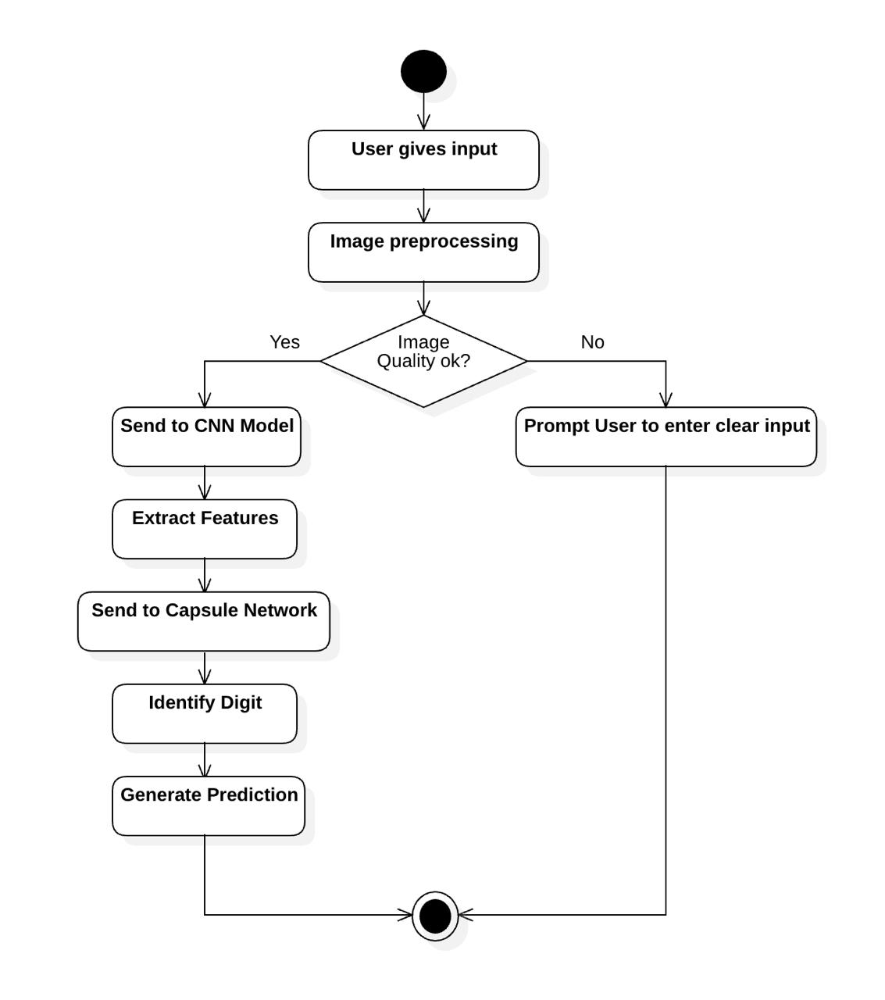 User gives input
Image preprocessing
Yes
Image
Quality ok?
No
Send to CNN Model
Prompt User to enter clear input
Extract Features
Send to Capsule Network
Identify Digit
Generate Prediction